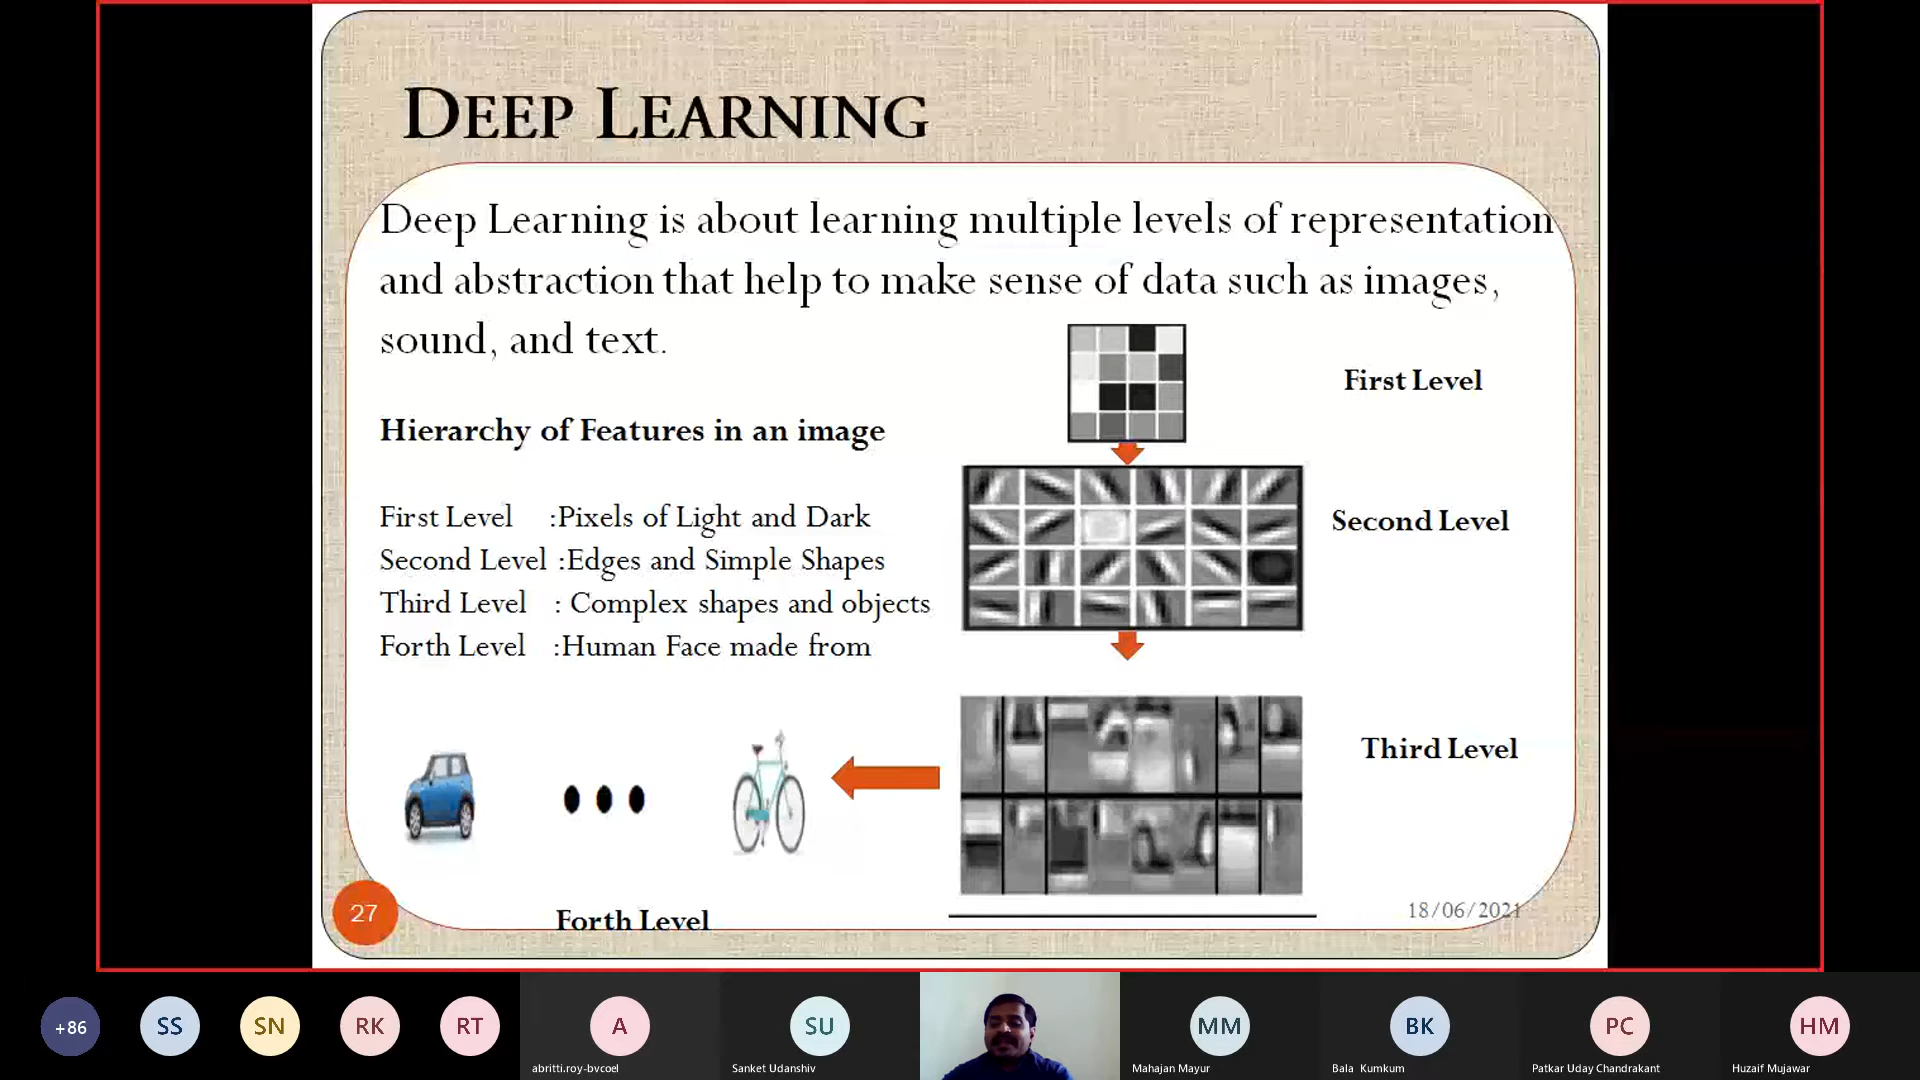 DEEP LEARNING
Deep Learning is about learning multiple levels of representation
and abstraction that help to make sense of data such as images,
sound, and text.
First Level
Hierarchy of Features in an image
First Level :Pixels of Light and Dark
Second Level :Edges and Simple Shapes
Third Level : Complex shapes and objects
Forth Level :Human Face made from
Second Level
Third Level
Forth Level
27
18/06/2021
+86
SS
SN
RK
RT
A
abritti.roy-bvcoel
SU
Sanket Udanshiv
MM
Mahajan Mayur
BK
Bala Kumkum
PC
Patkar Uday Chandrakant
HM
Huzaif Mujawar